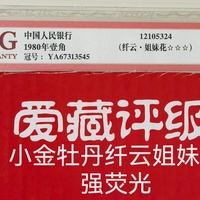 G 中国人民银行 12105324
ANTY 1980年壹角 (纤云·姐妹花☆☆☆)
冠号: YA67313545
爱藏评级
小金牡丹纤云姐妹
强荧光